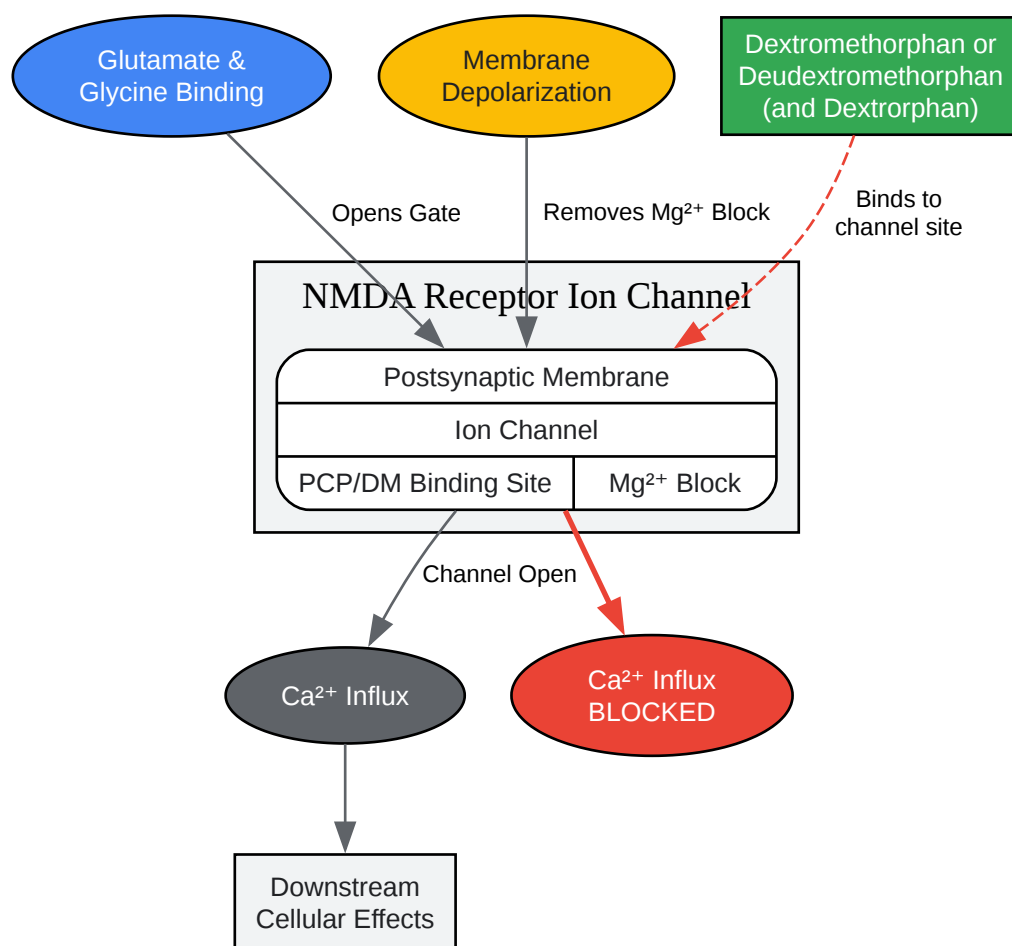 Glutamate &
Glycine Binding
Membrane
Depolarization
Dextromethorphan or
Deudextromethorphan
(and Dextrorphan)
Opens Gate
Removes Mg²⁺ Block
Binds to
channel site
NMDA Receptor Ion Channel
Postsynaptic Membrane
Ion Channel
PCP/DM Binding Site
Mg²⁺ Block
Channel Open
Ca²⁺ Influx
Ca²⁺ Influx
BLOCKED
Downstream
Cellular Effects